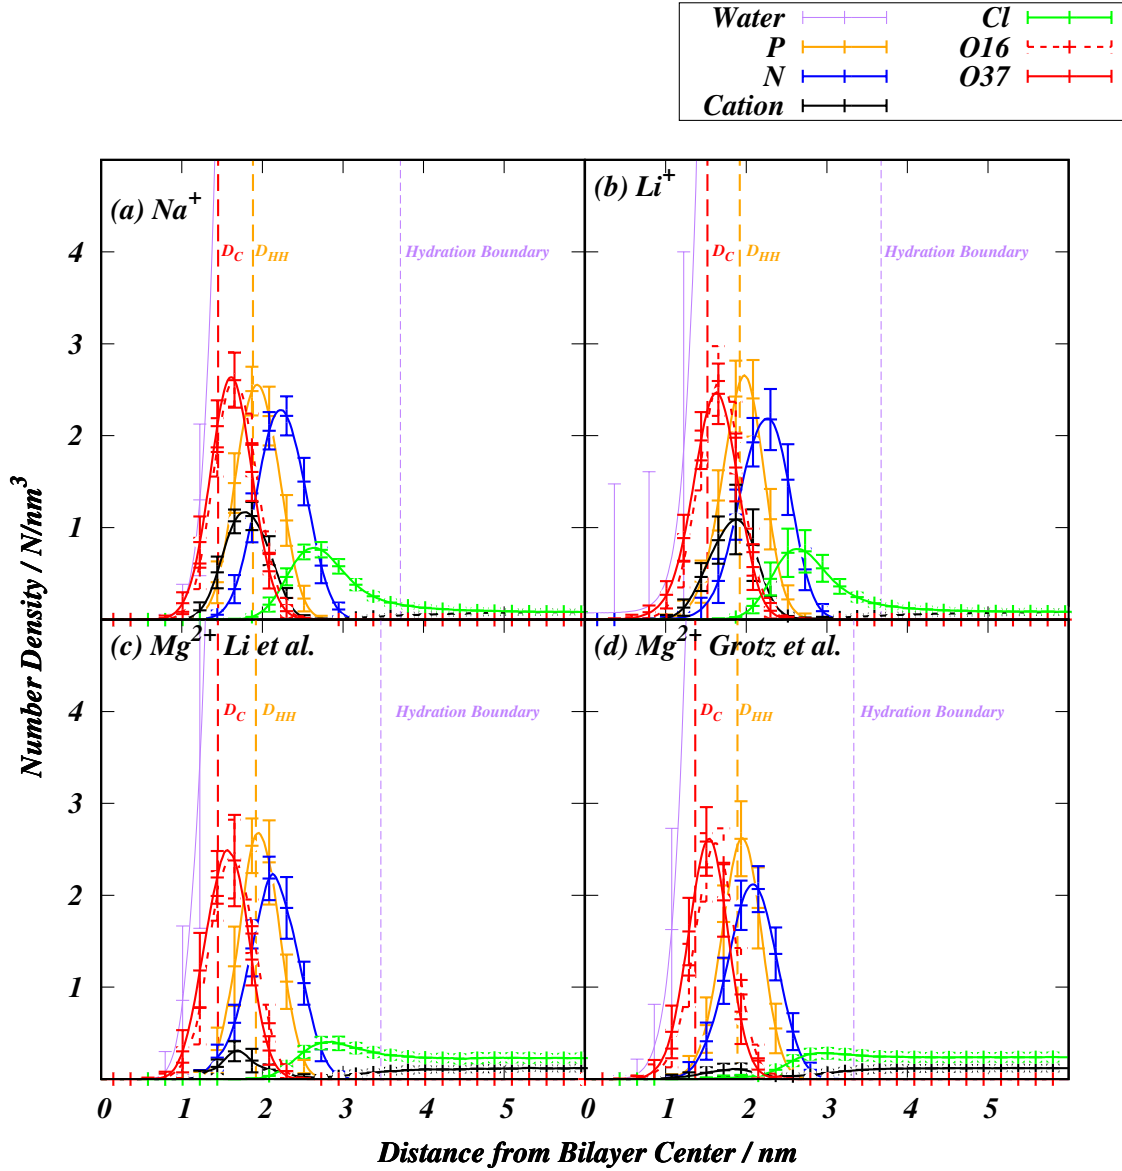 Water Cl
P O16
N O37
Cation
(a) Na+ (b) Li+
4 DC DHH Hydration Boundary DC DHH Hydration Boundary
3
2
1
(c) Mg2+ Li et al. (d) Mg2+ Grotz et al.
4 DC DHH Hydration Boundary DC DHH Hydration Boundary
3
2
1
0 1 2 3 4 5 0 1 2 3 4 5
Number Density / N/nm3
Distance from Bilayer Center / nm